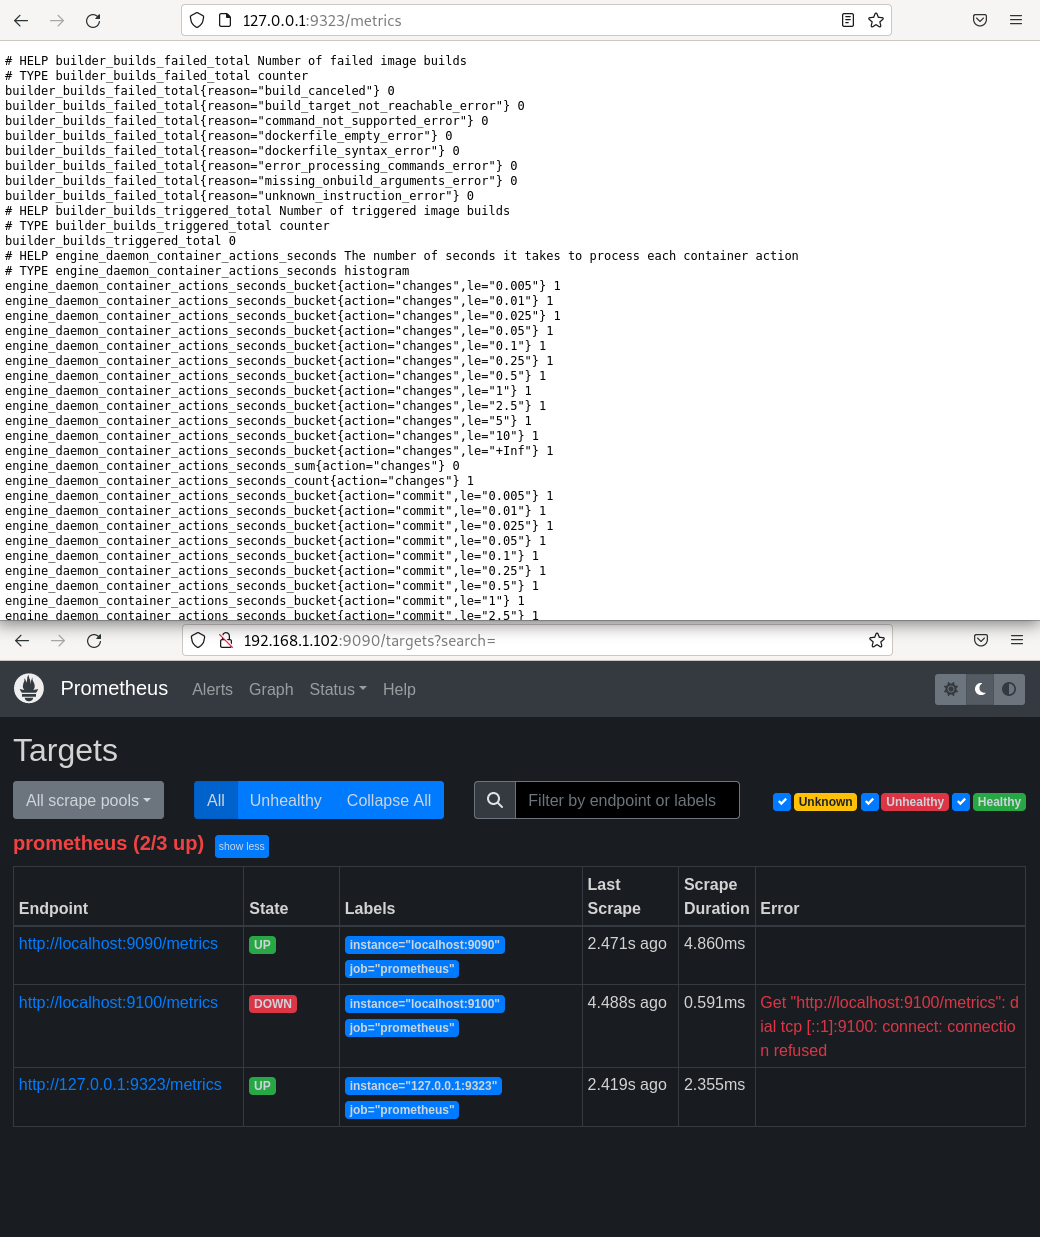 127.0.0.1:9323/metrics
# HELP builder_builds_failed_total Number of failed image builds
# TYPE builder_builds_failed_total counter
builder_builds_failed_total{reason="build_canceled"} 0
builder_builds_failed_total{reason="build_target_not_reachable_error"} 0
builder_builds_failed_total{reason="command_not_supported_error"} 0
builder_builds_failed_total{reason="dockerfile_empty_error"} 0
builder_builds_failed_total{reason="dockerfile_syntax_error"} 0
builder_builds_failed_total{reason="error_processing_commands_error"} 0
builder_builds_failed_total{reason="missing_onbuild_arguments_error"} 0
builder_builds_failed_total{reason="unknown_instruction_error"} 0
# HELP builder_builds_triggered_total Number of triggered image builds
# TYPE builder_builds_triggered_total counter
builder_builds_triggered_total 0
# HELP engine_daemon_container_actions_seconds The number of seconds it takes to process each container action
# TYPE engine_daemon_container_actions_seconds histogram
engine_daemon_container_actions_seconds_bucket{action="changes",le="0.005"} 1
engine_daemon_container_actions_seconds_bucket{action="changes",le="0.01"} 1
engine_daemon_container_actions_seconds_bucket{action="changes",le="0.025"} 1
engine_daemon_container_actions_seconds_bucket{action="changes",le="0.05"} 1
engine_daemon_container_actions_seconds_bucket{action="changes",le="0.1"} 1
engine_daemon_container_actions_seconds_bucket{action="changes",le="0.25"} 1
engine_daemon_container_actions_seconds_bucket{action="changes",le="0.5"} 1
engine_daemon_container_actions_seconds_bucket{action="changes",le="1"} 1
engine_daemon_container_actions_seconds_bucket{action="changes",le="2.5"} 1
engine_daemon_container_actions_seconds_bucket{action="changes",le="5"} 1
engine_daemon_container_actions_seconds_bucket{action="changes",le="10"} 1
engine_daemon_container_actions_seconds_bucket{action="changes",le="+Inf"} 1
engine_daemon_container_actions_seconds_sum{action="changes"} 0
engine_daemon_container_actions_seconds_count{action="changes"} 1
engine_daemon_container_actions_seconds_bucket{action="commit",le="0.005"} 1
engine_daemon_container_actions_seconds_bucket{action="commit",le="0.01"} 1
engine_daemon_container_actions_seconds_bucket{action="commit",le="0.025"} 1
engine_daemon_container_actions_seconds_bucket{action="commit",le="0.05"} 1
engine_daemon_container_actions_seconds_bucket{action="commit",le="0.1"} 1
engine_daemon_container_actions_seconds_bucket{action="commit",le="0.25"} 1
engine_daemon_container_actions_seconds_bucket{action="commit",le="0.5"} 1
engine_daemon_container_actions_seconds_bucket{action="commit",le="1"} 1
engine_daemon_container_actions_seconds_bucket{action="commit",le="2.5"} 1
192.168.1.102:9090/targets?search=
Prometheus Alerts Graph Status Help
Targets
All scrape pools All Unhealthy Collapse All Filter by endpoint or labels Unknown Unhealthy Healthy
prometheus (2/3 up) show less
Endpoint State Labels Last Scrape Scrape Duration Error
http://localhost:9090/metrics UP instance="localhost:9090" 2.471s ago 4.860ms
job="prometheus"
http://localhost:9100/metrics DOWN instance="localhost:9100" 4.488s ago 0.591ms Get "http://localhost:9100/metrics": d
job="prometheus" ial tcp [::1]:9100: connect: connectio
n refused
http://127.0.0.1:9323/metrics UP instance="127.0.0.1:9323" 2.419s ago 2.355ms
job="prometheus"